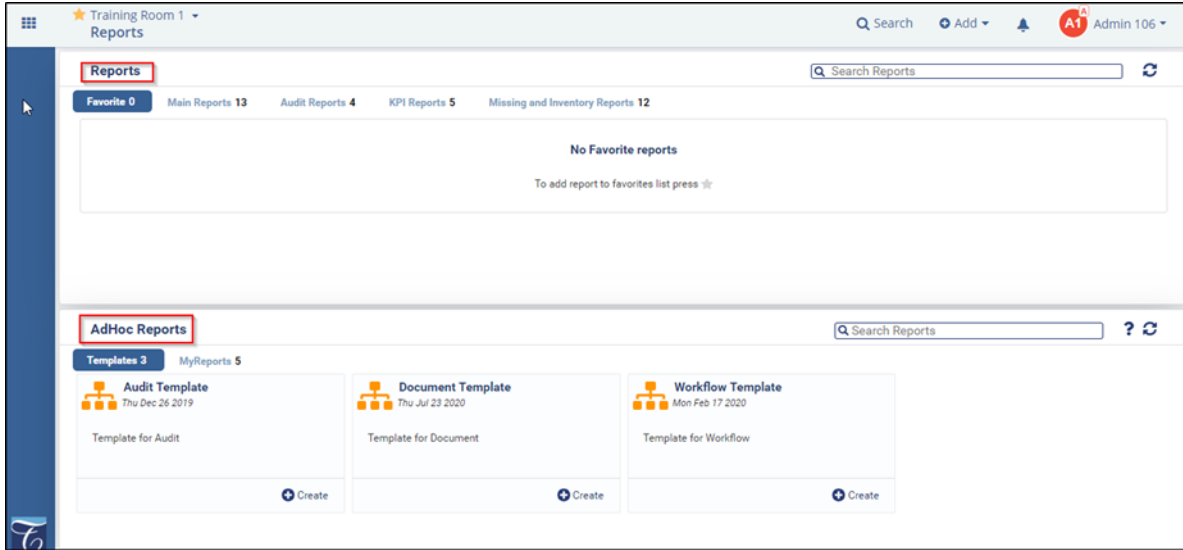 Training Room 1
Reports
Search
Add
A1
A
Admin 106
Reports
Search Reports
Favorite 0
Main Reports 13
Audit Reports 4
KPI Reports 5
Missing and Inventory Reports 12
No Favorite reports
To add report to favorites list press
AdHoc Reports
Search Reports
?
Templates 3
MyReports 5
Audit Template
Thu Dec 26 2019
Template for Audit
Create
Document Template
Thu Jul 23 2020
Template for Document
Create
Workflow Template
Mon Feb 17 2020
Template for Workflow
Create